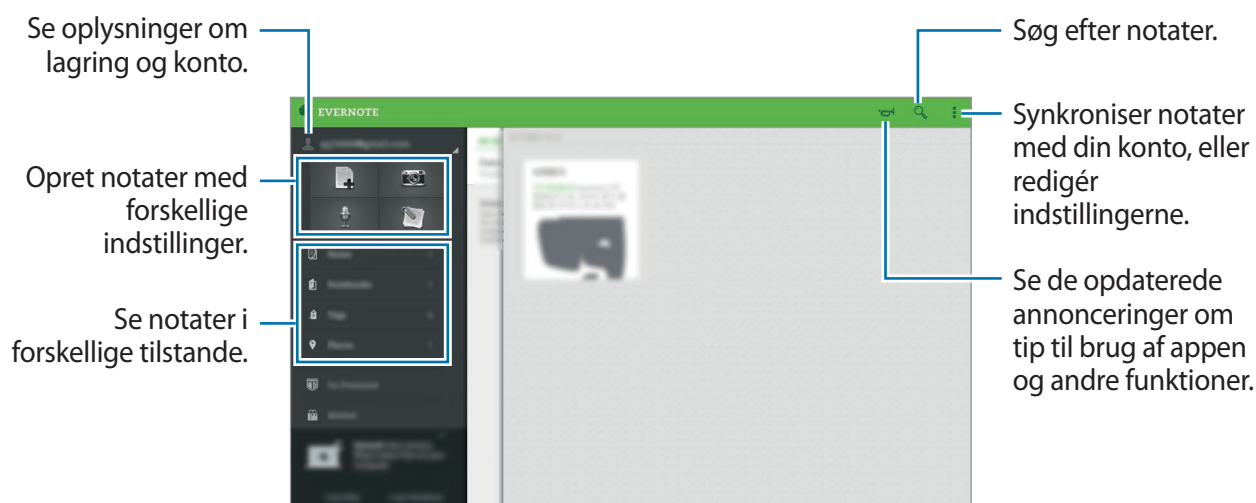 Se oplysninger om
lagring og konto.
Opret notater med
forskellige
indstillinger.
Se notater i
forskellige tilstande.
EVERNOTE
Søg efter notater.
Synkroniser notater
med din konto, eller
redigér
indstillingerne.
Se de opdaterede
annonceringer om
tip til brug af appen
og andre funktioner.